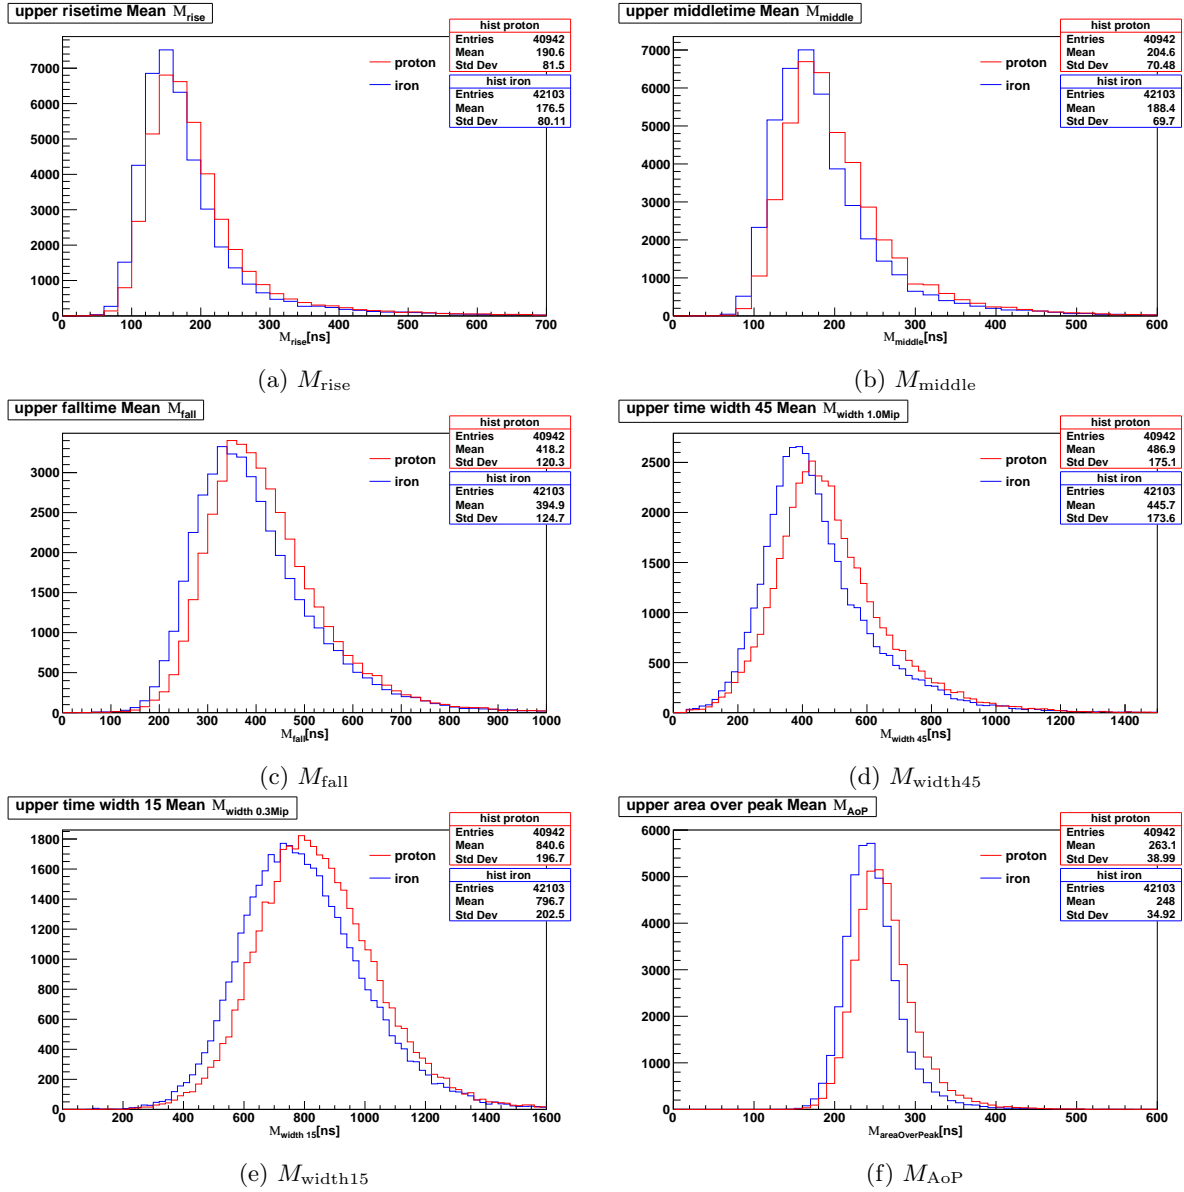 upper risetime Mean M_rise
hist proton
Entries 40942
Mean 190.6
Std Dev 81.5
hist iron
Entries 42103
Mean 176.5
Std Dev 80.11
proton
iron
7000
6000
5000
4000
3000
2000
1000
0
0 100 200 300 400 500 600 700
M_rise[ns]
(a) M_rise
upper middletime Mean M_middle
hist proton
Entries 40942
Mean 204.6
Std Dev 70.48
hist iron
Entries 42103
Mean 188.4
Std Dev 69.7
proton
iron
7000
6000
5000
4000
3000
2000
1000
0
0 100 200 300 400 500 600
M_middle[ns]
(b) M_middle
upper falltime Mean M_fall
hist proton
Entries 40942
Mean 418.2
Std Dev 120.3
hist iron
Entries 42103
Mean 394.9
Std Dev 124.7
proton
iron
3000
2500
2000
1500
1000
500
0
0 100 200 300 400 500 600 700 800 900 1000
M_fall[ns]
(c) M_fall
upper time width 45 Mean M_width 1.0Mip
hist proton
Entries 40942
Mean 486.9
Std Dev 175.1
hist iron
Entries 42103
Mean 445.7
Std Dev 173.6
proton
iron
2500
2000
1500
1000
500
0
200 400 600 800 1000 1200 1400
M_width 45[ns]
(d) M_width45
upper time width 15 Mean M_width 0.3Mip
hist proton
Entries 40942
Mean 840.6
Std Dev 196.7
hist iron
Entries 42103
Mean 796.7
Std Dev 202.5
proton
iron
1800
1600
1400
1200
1000
800
600
400
200
0
0 200 400 600 800 1000 1200 1400 1600
M_width 15[ns]
(e) M_width15
upper area over peak Mean M_AoP
hist proton
Entries 40942
Mean 263.1
Std Dev 38.99
hist iron
Entries 42103
Mean 248
Std Dev 34.92
proton
iron
6000
5000
4000
3000
2000
1000
0
0 100 200 300 400 500 600
M_areaOverPeak[ns]
(f) M_AoP